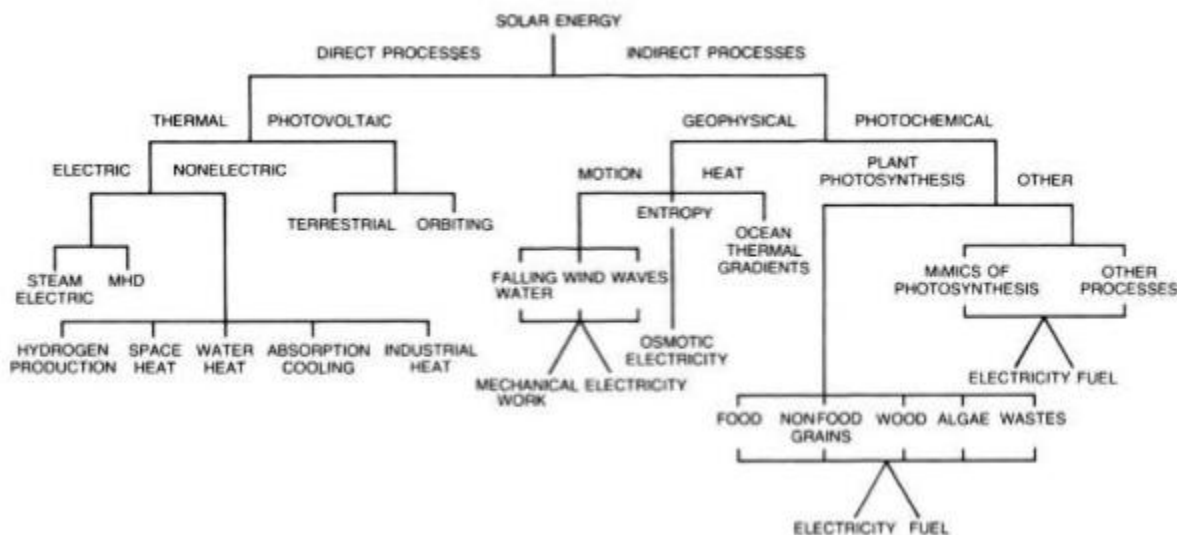 SOLAR ENERGY
DIRECT PROCESSES INDIRECT PROCESSES
THERMAL PHOTOVOLTAIC GEOPHYSICAL PHOTOCHEMICAL
ELECTRIC NONELECTRIC MOTION HEAT PLANT
PHOTOSYNTHESIS OTHER
TERRESTRIAL ORBITING ENTROPY OCEAN
THERMAL
GRADIENTS
STEAM
ELECTRIC MHD FALLING
WATER WIND WAVES MIMICS OF
PHOTOSYNTHESIS OTHER
PROCESSES
HYDROGEN
PRODUCTION SPACE
HEAT WATER
HEAT ABSORPTION
COOLING INDUSTRIAL
HEAT OSMOTIC
ELECTRICITY
MECHANICAL
WORK ELECTRICITY ELECTRICITY FUEL
FOOD NONFOOD
GRAINS WOOD ALGAE WASTES
ELECTRICITY FUEL